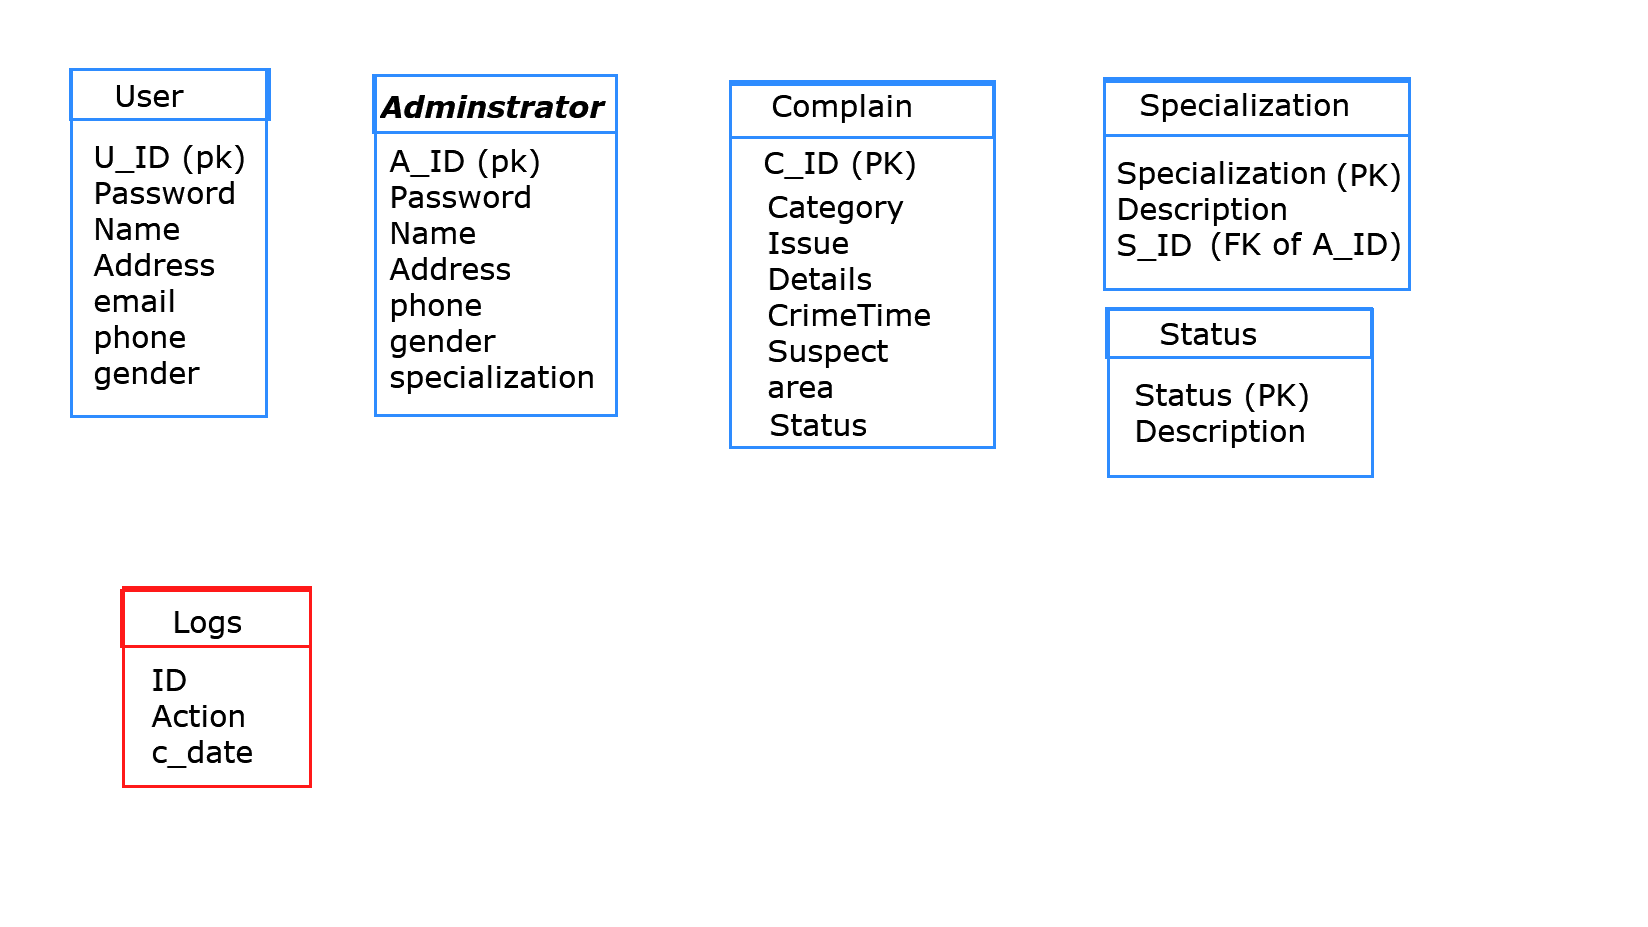 User
U_ID (pk)
Password
Name
Address
email
phone
gender
Adminstrator
A_ID (pk)
Password
Name
Address
phone
gender
specialization
Complain
C_ID (PK)
Category
Issue
Details
CrimeTime
Suspect
area
Status
Specialization
Specialization (PK)
Description
S_ID (FK of A_ID)
Status
Status (PK)
Description
Logs
ID
Action
c_date